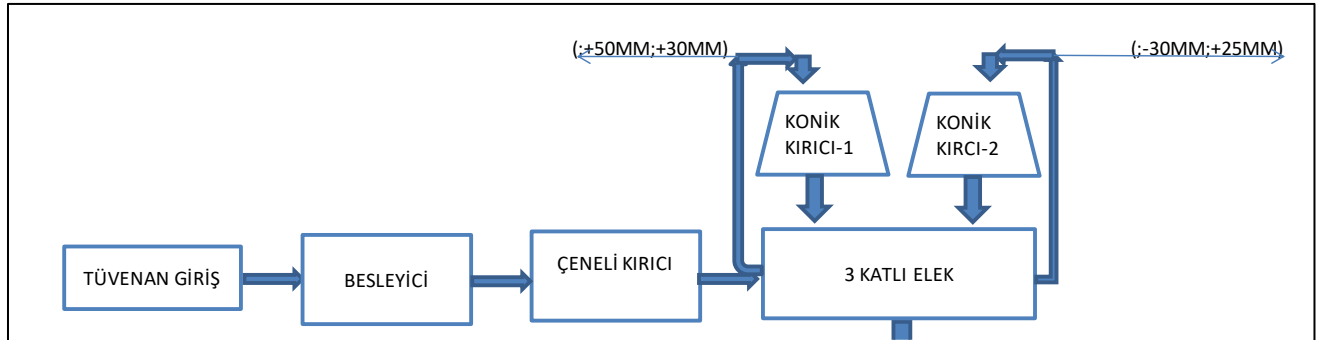 (;+50MM;+30MM)
(;-30MM;+25MM)
KONİK
KIRICI-1
KONİK
KIRCI-2
TÜVENAN GİRİŞ
BESLEYİCİ
ÇENELİ KIRICI
3 KATLI ELEK